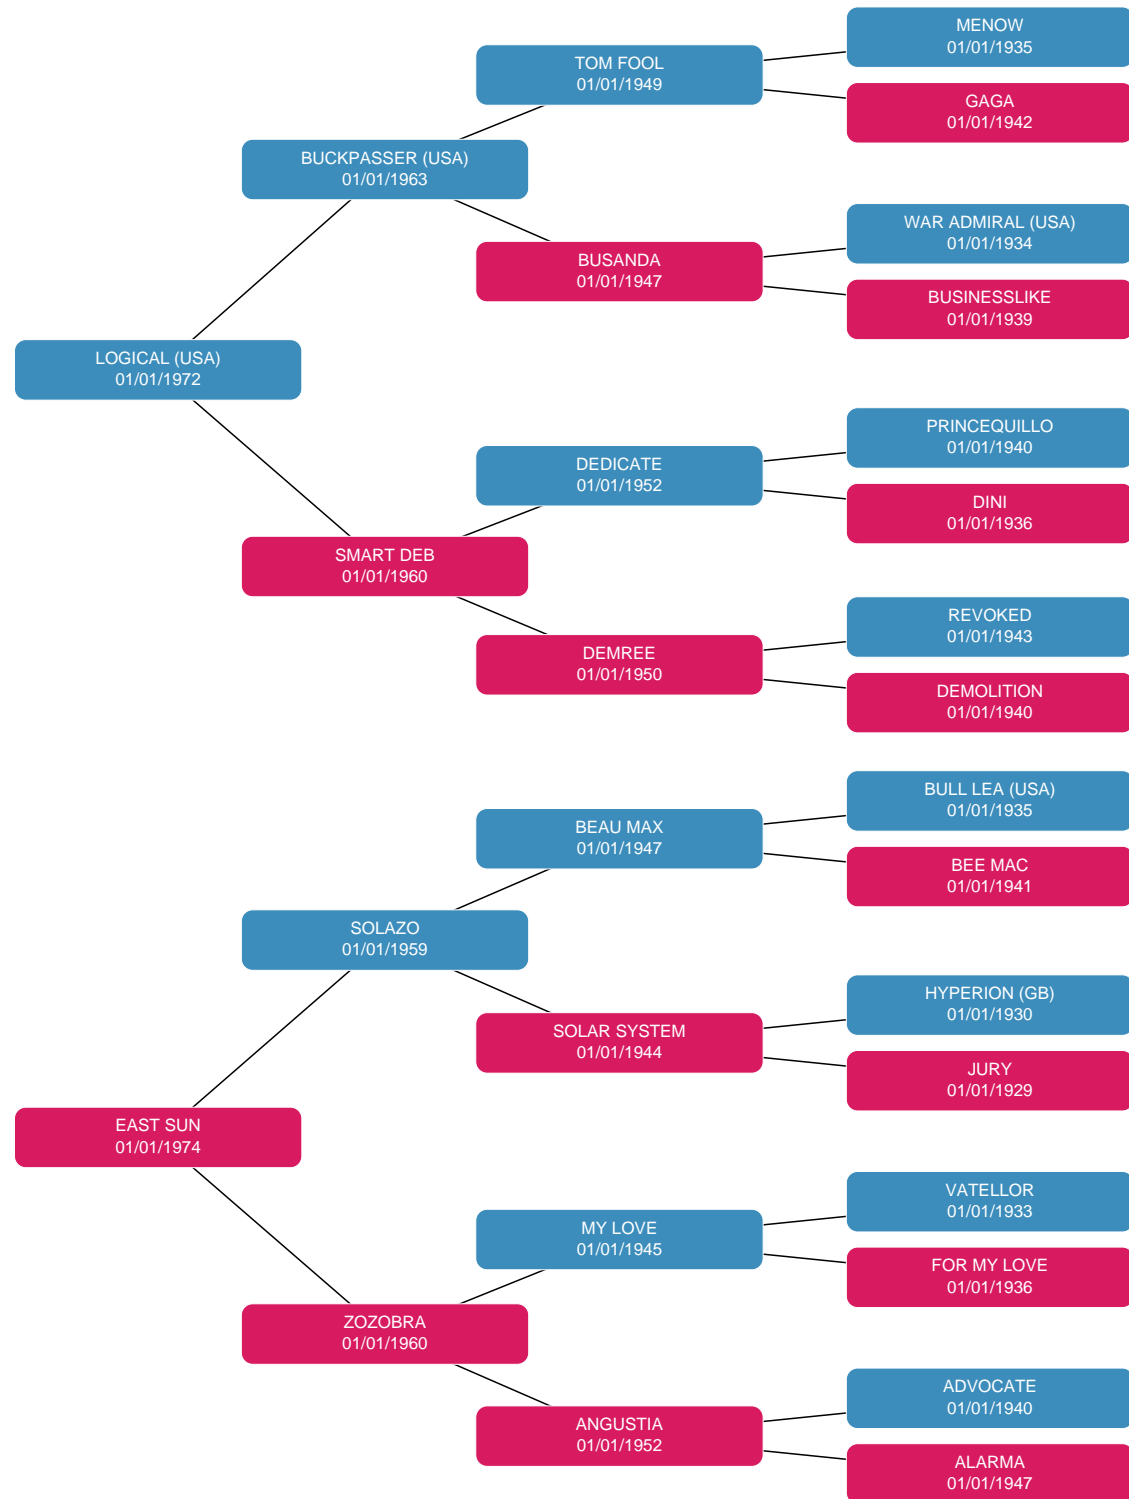 MENOW
01/01/1935
TOM FOOL
01/01/1949
GAGA
01/01/1942
BUCKPASSER (USA)
01/01/1963
WAR ADMIRAL (USA)
01/01/1934
BUSANDA
01/01/1947
BUSINESSLIKE
01/01/1939
LOGICAL (USA)
01/01/1972
PRINCEQUILLO
01/01/1940
DEDICATE
01/01/1952
DINI
01/01/1936
SMART DEB
01/01/1960
REVOKED
01/01/1943
DEMREE
01/01/1950
DEMOLITION
01/01/1940
BULL LEA (USA)
01/01/1935
BEAU MAX
01/01/1947
BEE MAC
01/01/1941
SOLAZO
01/01/1959
HYPERION (GB)
01/01/1930
SOLAR SYSTEM
01/01/1944
JURY
01/01/1929
EAST SUN
01/01/1974
VATELLOR
01/01/1933
MY LOVE
01/01/1945
FOR MY LOVE
01/01/1936
ZOZOBRA
01/01/1960
ADVOCATE
01/01/1940
ANGUSTIA
01/01/1952
ALARMA
01/01/1947